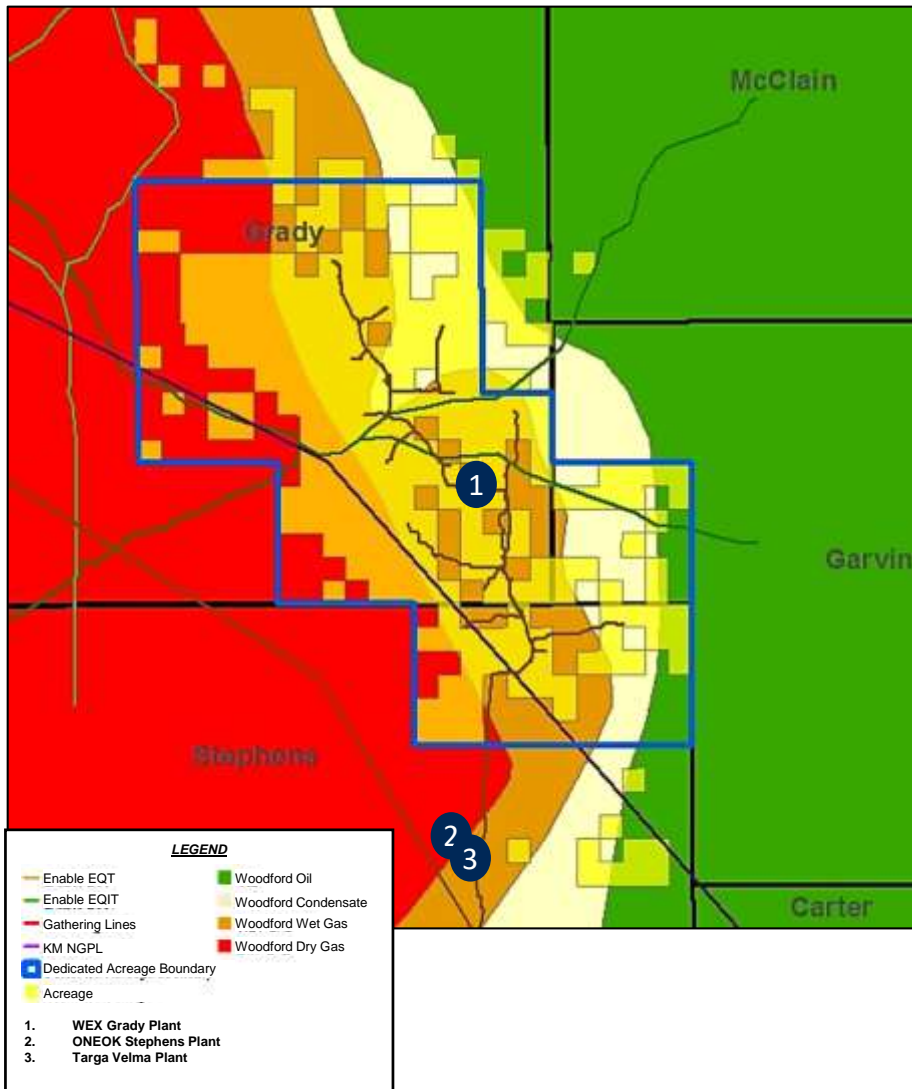 McClain
Grady
1
Garvin
Stephens
2
3
Carter
LEGEND
Enable EQT
Enable EQIT
Gathering Lines
KM NGPL
Dedicated Acreage Boundary
Acreage
Woodford Oil
Woodford Condensate
Woodford Wet Gas
Woodford Dry Gas
1. WEX Grady Plant
2. ONEOK Stephens Plant
3. Targa Velma Plant